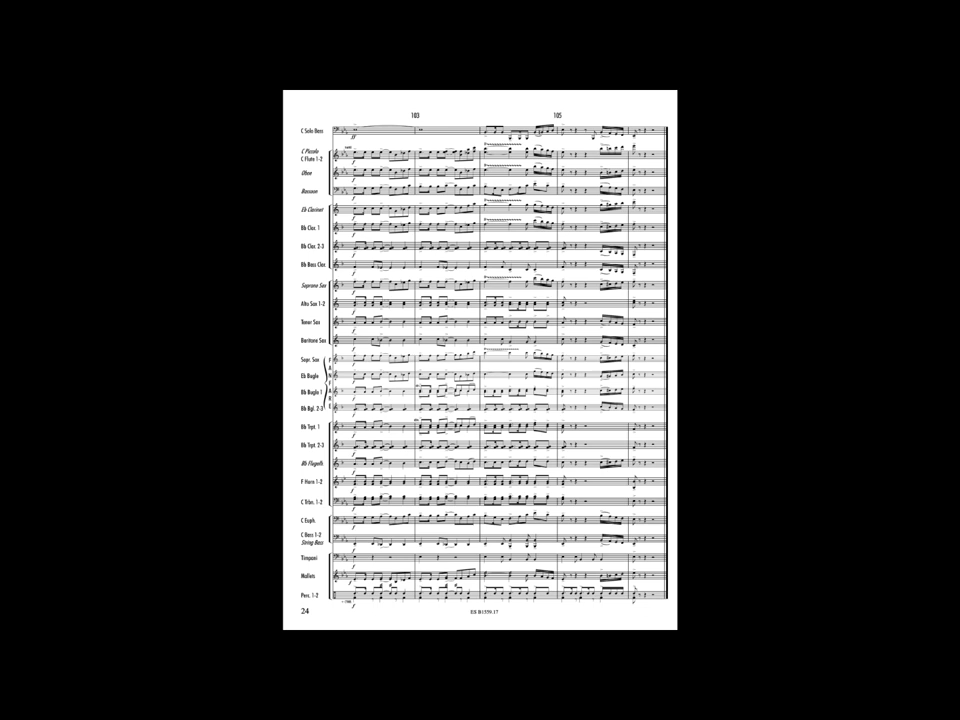 103 105
C Solo Bass
ff
C Piccolo
C Flute 1-2
Oboe
Bassoon
Eb Clarinet
Bb Clar. 1
Bb Clar. 2-3
Bb Bass Clar.
Soprano Sax
Alto Sax 1-2
Tenor Sax
Baritone Sax
Sopr. Sax
Eb Bugle
Bb Bugle 1
Bb Bgl. 2-3
FANFARE
Bb Trpt. 1
Bb Trpt. 2-3
Bb Flugelh.
F Horn 1-2
C Trbn. 1-2
C Euph.
C Bass 1-2
String Bass
Timpani
Mallets
Perc. 1-2
24
ES B1559.17